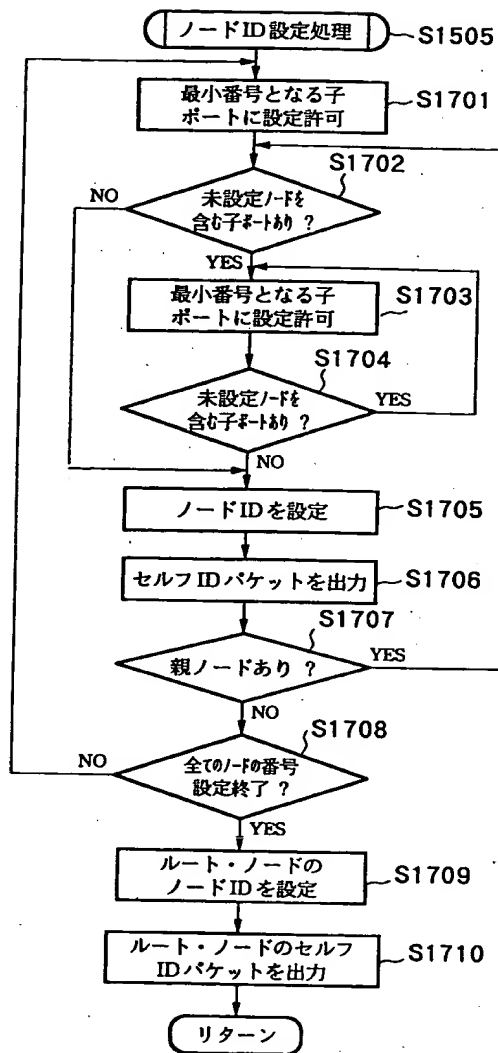 ノードID設定処理
S1505
最小番号となる子
ポートに設定許可
S1701
S1702
NO
未設定ノードを
含む子ポートあり ?
YES
最小番号となる子
ポートに設定許可
S1703
S1704
未設定ノードを
含む子ポートあり ?
YES
NO
ノードIDを設定
S1705
セルフIDパケットを出力
S1706
S1707
親ノードあり ?
YES
NO
S1708
NO
全てのノードの番号
設定終了 ?
YES
ルート・ノードの
ノードIDを設定
S1709
ルート・ノードのセルフ
IDパケットを出力
S1710
リターン